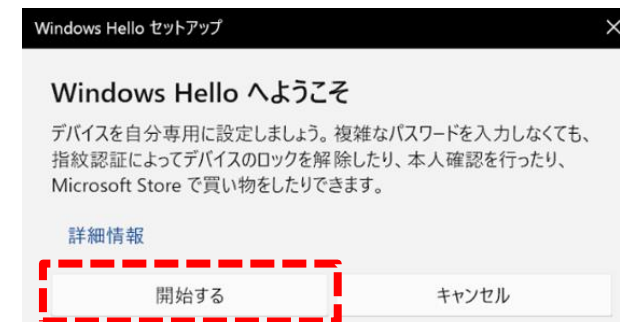 Windows Hello セットアップ
Windows Hello へようこそ
デバイスを自分専用に設定しましょう。複雑なパスワードを入力しなくても、
指紋認証によってデバイスのロックを解除したり、本人確認を行ったり、
Microsoft Store で買い物をしたりできます。
詳細情報
開始する
キャンセル